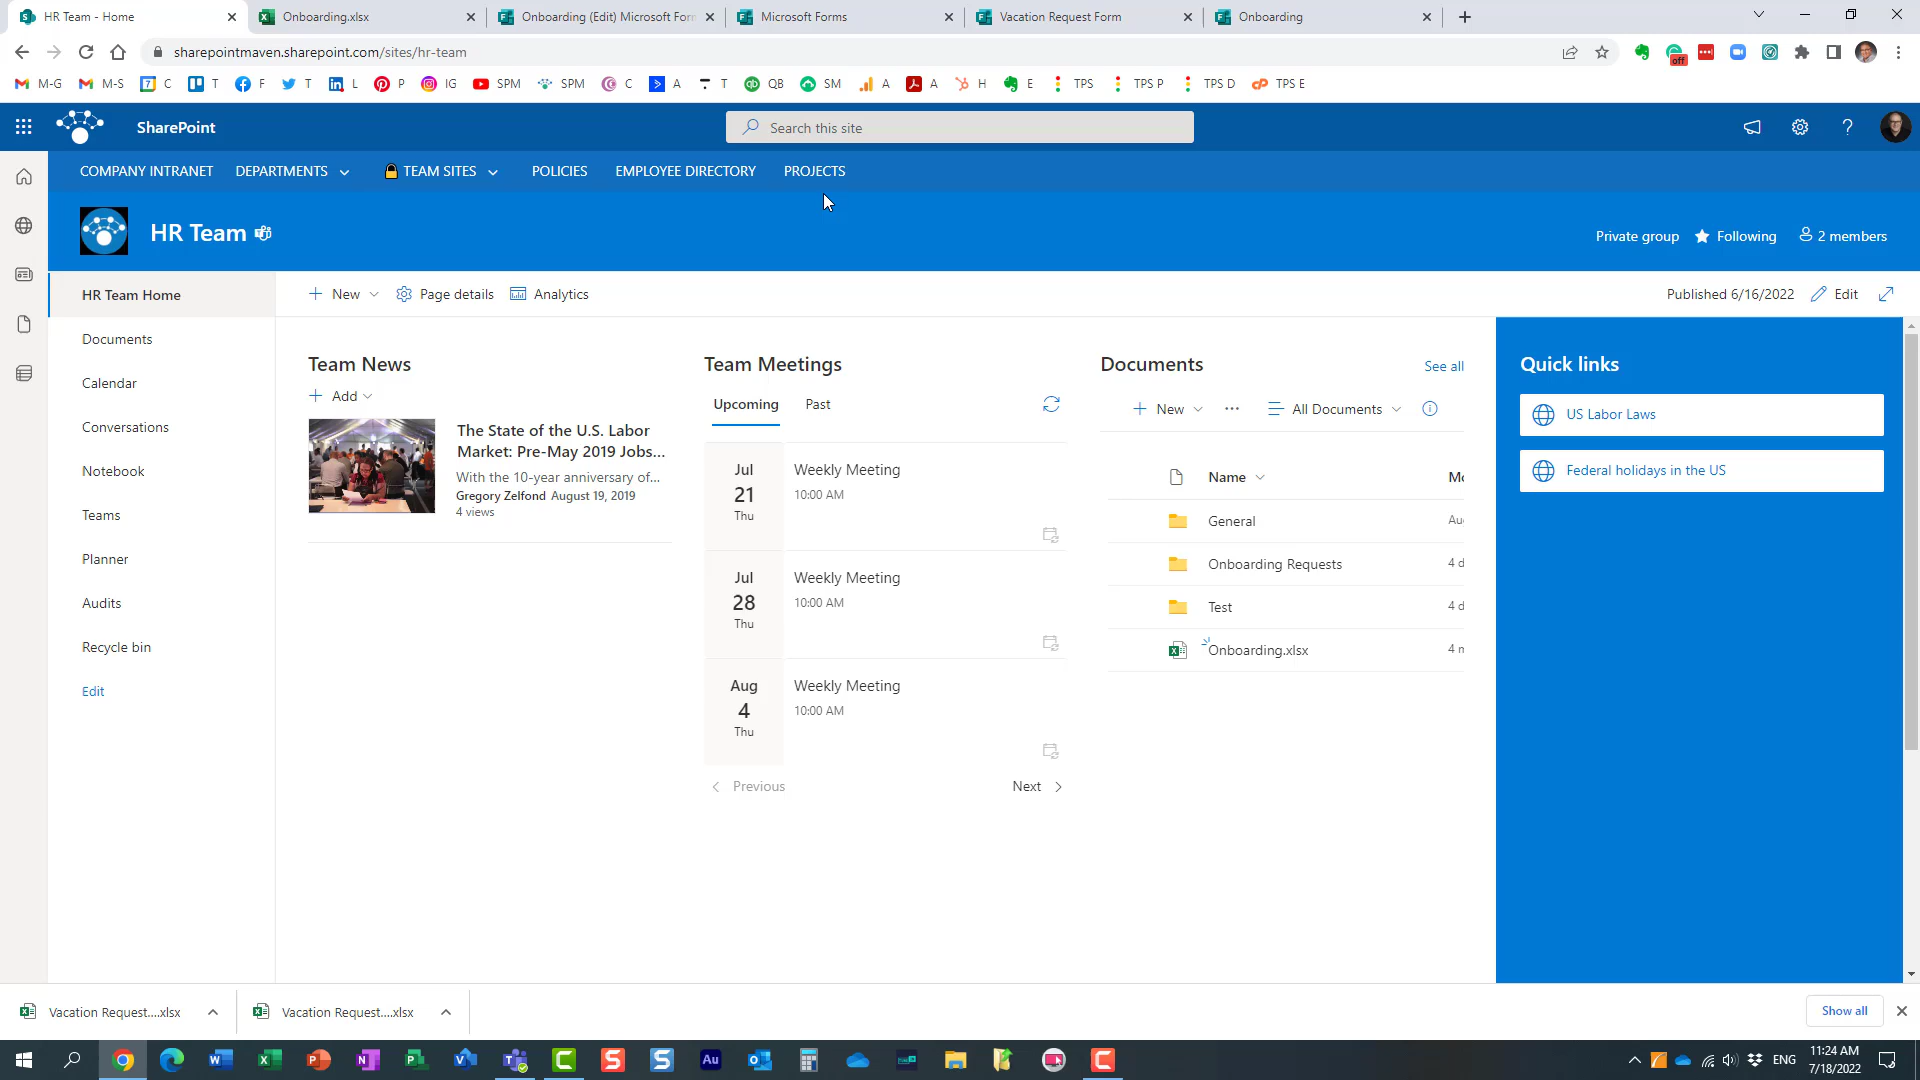 HR Team - Home
Onboarding.xlsx
Onboarding (Edit) Microsoft For
Microsoft Forms
Vacation Request Form
Onboarding
sharepointmaven.sharepoint.com/sites/hr-team
off
M-G
M-S
7
C
T
F
T
L
P
IG
SPM
SPM
C
A
T
QB
SM
A
A
H
E
TPS
TPS P
TPS D
TPS E
SharePoint
Search this site
COMPANY INTRANET
DEPARTMENTS
TEAM SITES
POLICIES
EMPLOYEE DIRECTORY
PROJECTS
HR Team
Private group
Following
2 members
HR Team Home
Documents
Calendar
Conversations
Notebook
Teams
Planner
Audits
Recycle bin
Edit
New
Page details
Analytics
Published 6/16/2022
Edit
Team News
Add
The State of the U.S. Labor
Market: Pre-May 2019 Jobs...
With the 10-year anniversary of...
Gregory Zelfond August 19, 2019
4 views
Team Meetings
Upcoming
Past
Jul
21
Thu
Weekly Meeting
10:00 AM
Jul
28
Thu
Weekly Meeting
10:00 AM
Aug
4
Thu
Weekly Meeting
10:00 AM
Previous
Next
Documents
See all
New
All Documents
Name
Mo
General
Au
Onboarding Requests
4 d
Test
4 d
Onboarding.xlsx
4 m
Quick links
US Labor Laws
Federal holidays in the US
Vacation Request....xlsx
Vacation Request....xlsx
Show all
ENG
11:24 AM
7/18/2022